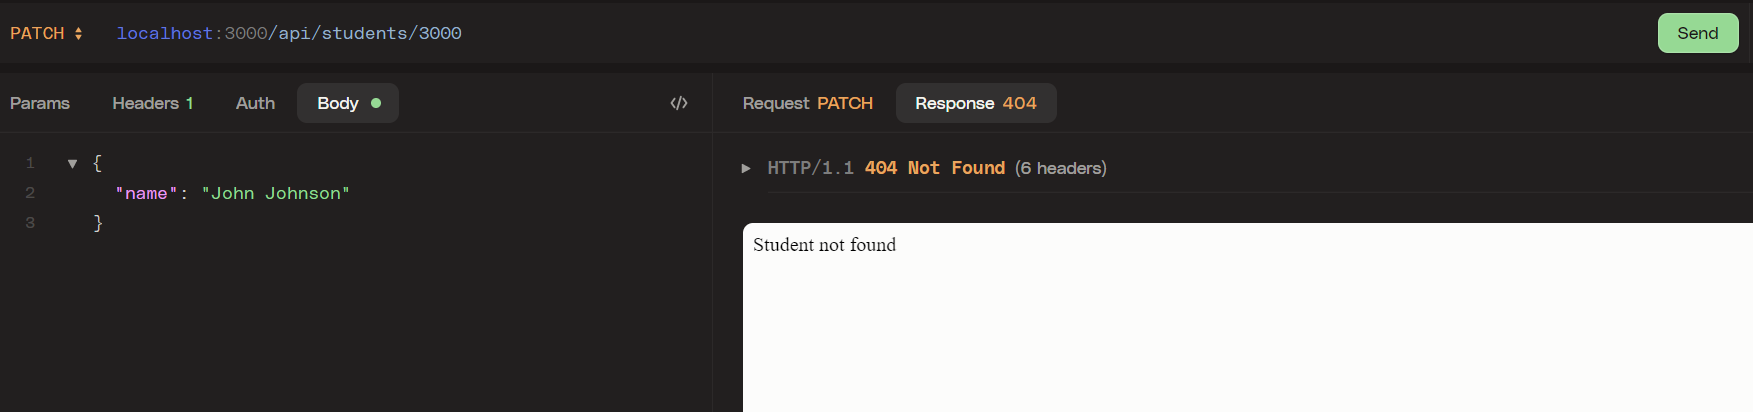 PATCH localhost:3000/api/students/3000 Send
Params Headers 1 Auth Body </> Request PATCH Response 404
1 ▼ {
2 "name": "John Johnson"
3 }
▶ HTTP/1.1 404 Not Found (6 headers)
Student not found